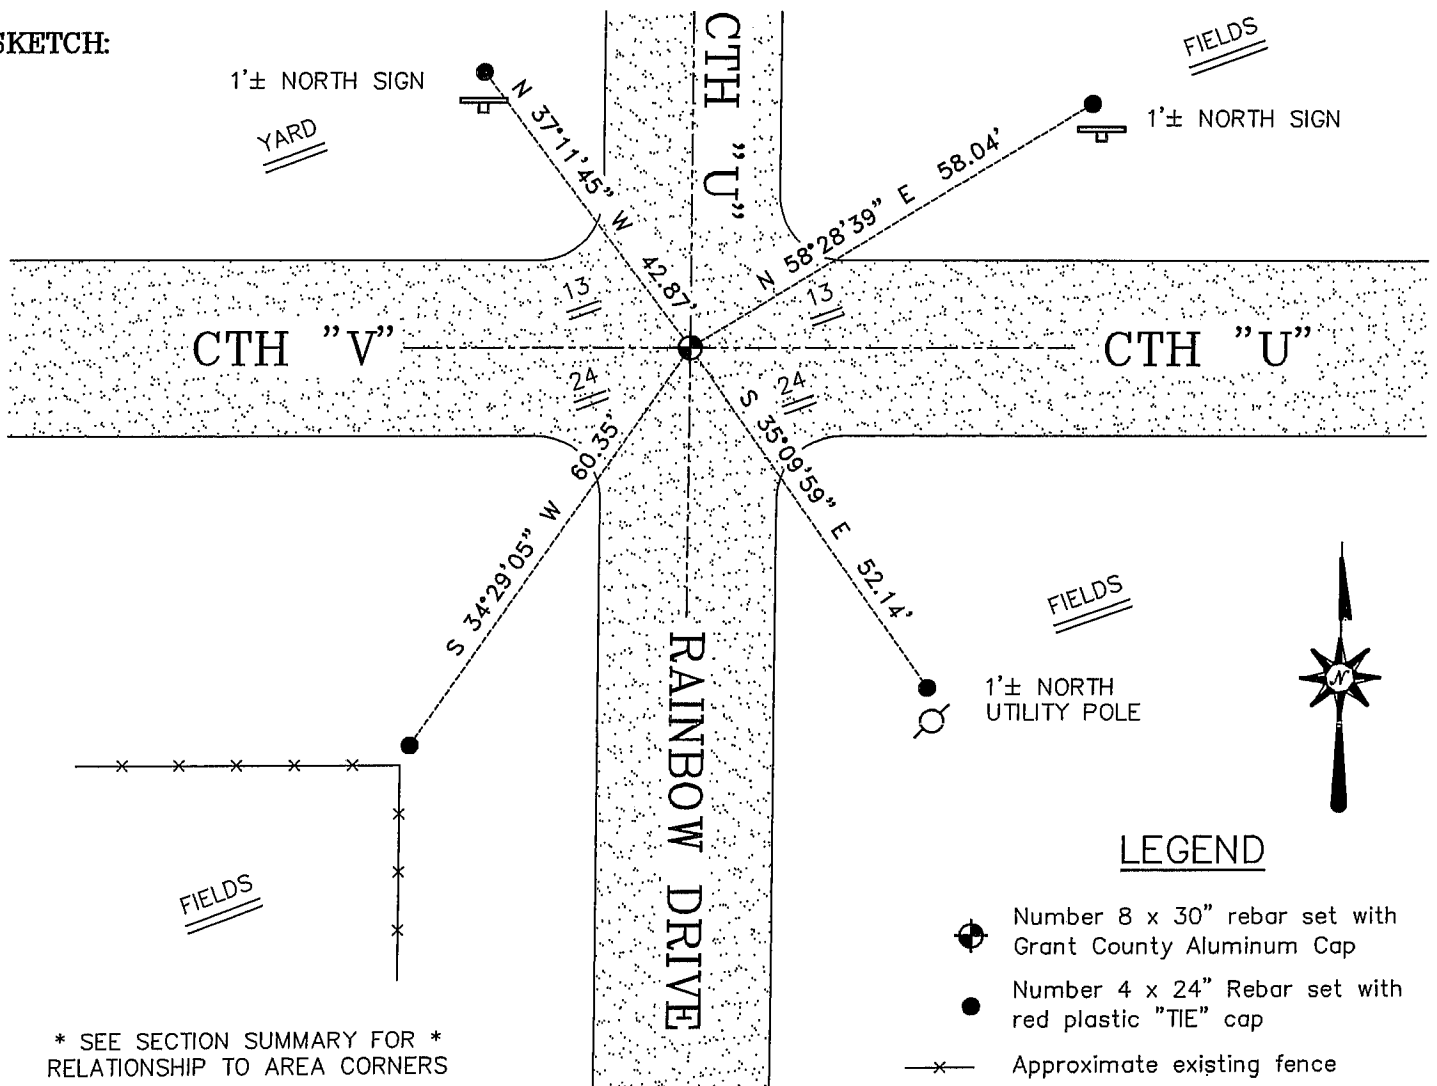 SKETCH:
1'± NORTH SIGN
YARD
N 37°11'45" W 42.87'
CTH "U"
FIELDS
1'± NORTH SIGN
N 58°28'39" E 58.04'
13
13
CTH "V"
CTH "U"
24
24
S 34°29'05" W 60.35'
S 35°09'59" E 52.14'
FIELDS
1'± NORTH
UTILITY POLE
RAINBOW DRIVE
N
FIELDS
LEGEND
Number 8 x 30" rebar set with
Grant County Aluminum Cap
Number 4 x 24" Rebar set with
red plastic "TIE" cap
Approximate existing fence
* SEE SECTION SUMMARY FOR *
RELATIONSHIP TO AREA CORNERS